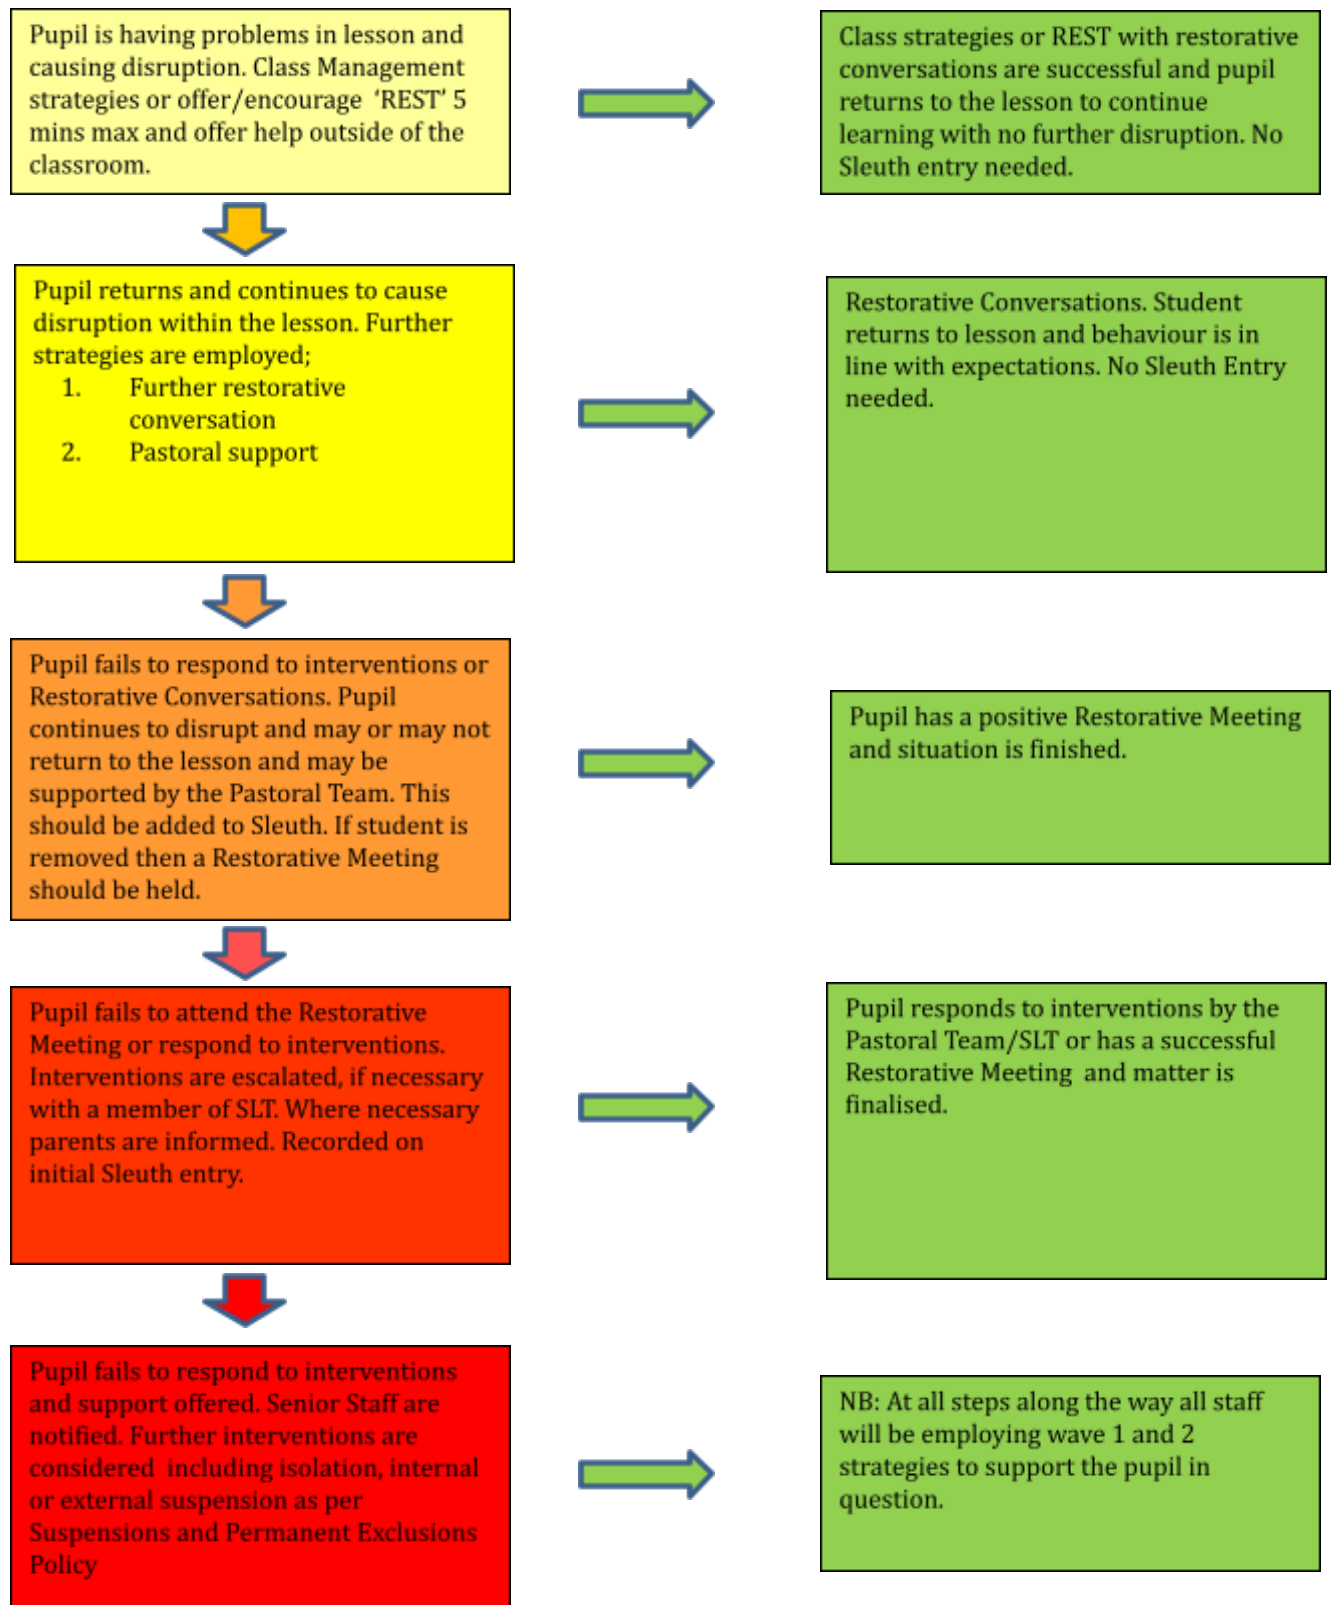 Pupil is having problems in lesson and
causing disruption. Class Management
strategies or offer/encourage ‘REST’ 5
mins max and offer help outside of the
classroom.
Class strategies or REST with restorative
conversations are successful and pupil
returns to the lesson to continue
learning with no further disruption. No
Sleuth entry needed.
Pupil returns and continues to cause
disruption within the lesson. Further
strategies are employed;
1. Further restorative
conversation
2. Pastoral support
Restorative Conversations. Student
returns to lesson and behaviour is in
line with expectations. No Sleuth Entry
needed.
Pupil fails to respond to interventions or
Restorative Conversations. Pupil
continues to disrupt and may or may not
return to the lesson and may be
supported by the Pastoral Team. This
should be added to Sleuth. If student is
removed then a Restorative Meeting
should be held.
Pupil has a positive Restorative Meeting
and situation is finished.
Pupil fails to attend the Restorative
Meeting or respond to interventions.
Interventions are escalated, if necessary
with a member of SLT. Where necessary
parents are informed. Recorded on
initial Sleuth entry.
Pupil responds to interventions by the
Pastoral Team/SLT or has a successful
Restorative Meeting and matter is
finalised.
Pupil fails to respond to interventions
and support offered. Senior Staff are
notified. Further interventions are
considered including isolation, internal
or external suspension as per
Suspensions and Permanent Exclusions
Policy
NB: At all steps along the way all staff
will be employing wave 1 and 2
strategies to support the pupil in
question.